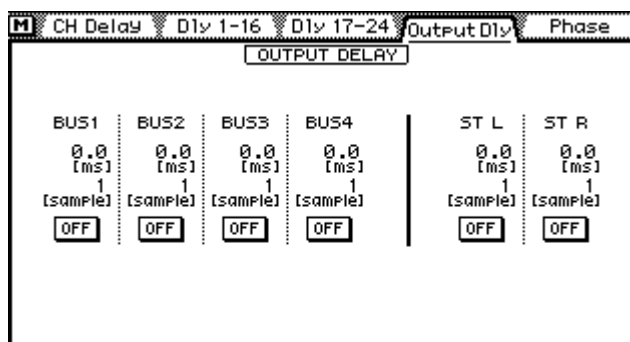 M CH Delay Dly 1-16 Dly 17-24 Output Dly Phase
OUTPUT DELAY
BUS1 BUS2 BUS3 BUS4 ST L ST R
0.0 0.0 0.0 0.0 0.0 0.0
[ms] [ms] [ms] [ms] [ms] [ms]
1 1 1 1 1 1
[sample] [sample] [sample] [sample] [sample] [sample]
OFF OFF OFF OFF OFF OFF